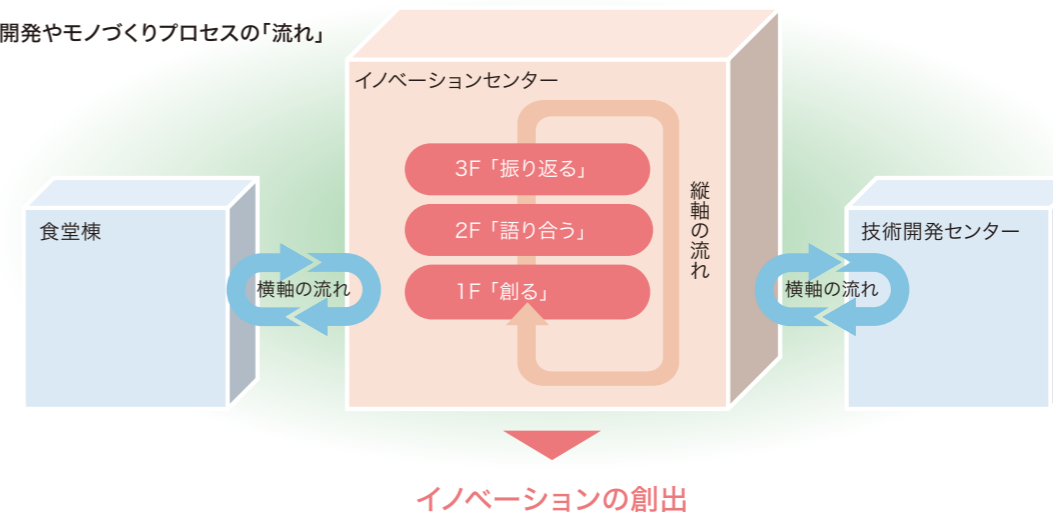 開発やモノづくりプロセスの「流れ」
イノベーションセンター
3F「振り返る」
2F「語り合う」
1F「創る」
縦軸の流れ
食堂棟
横軸の流れ
技術開発センター
横軸の流れ
イノベーションの創出